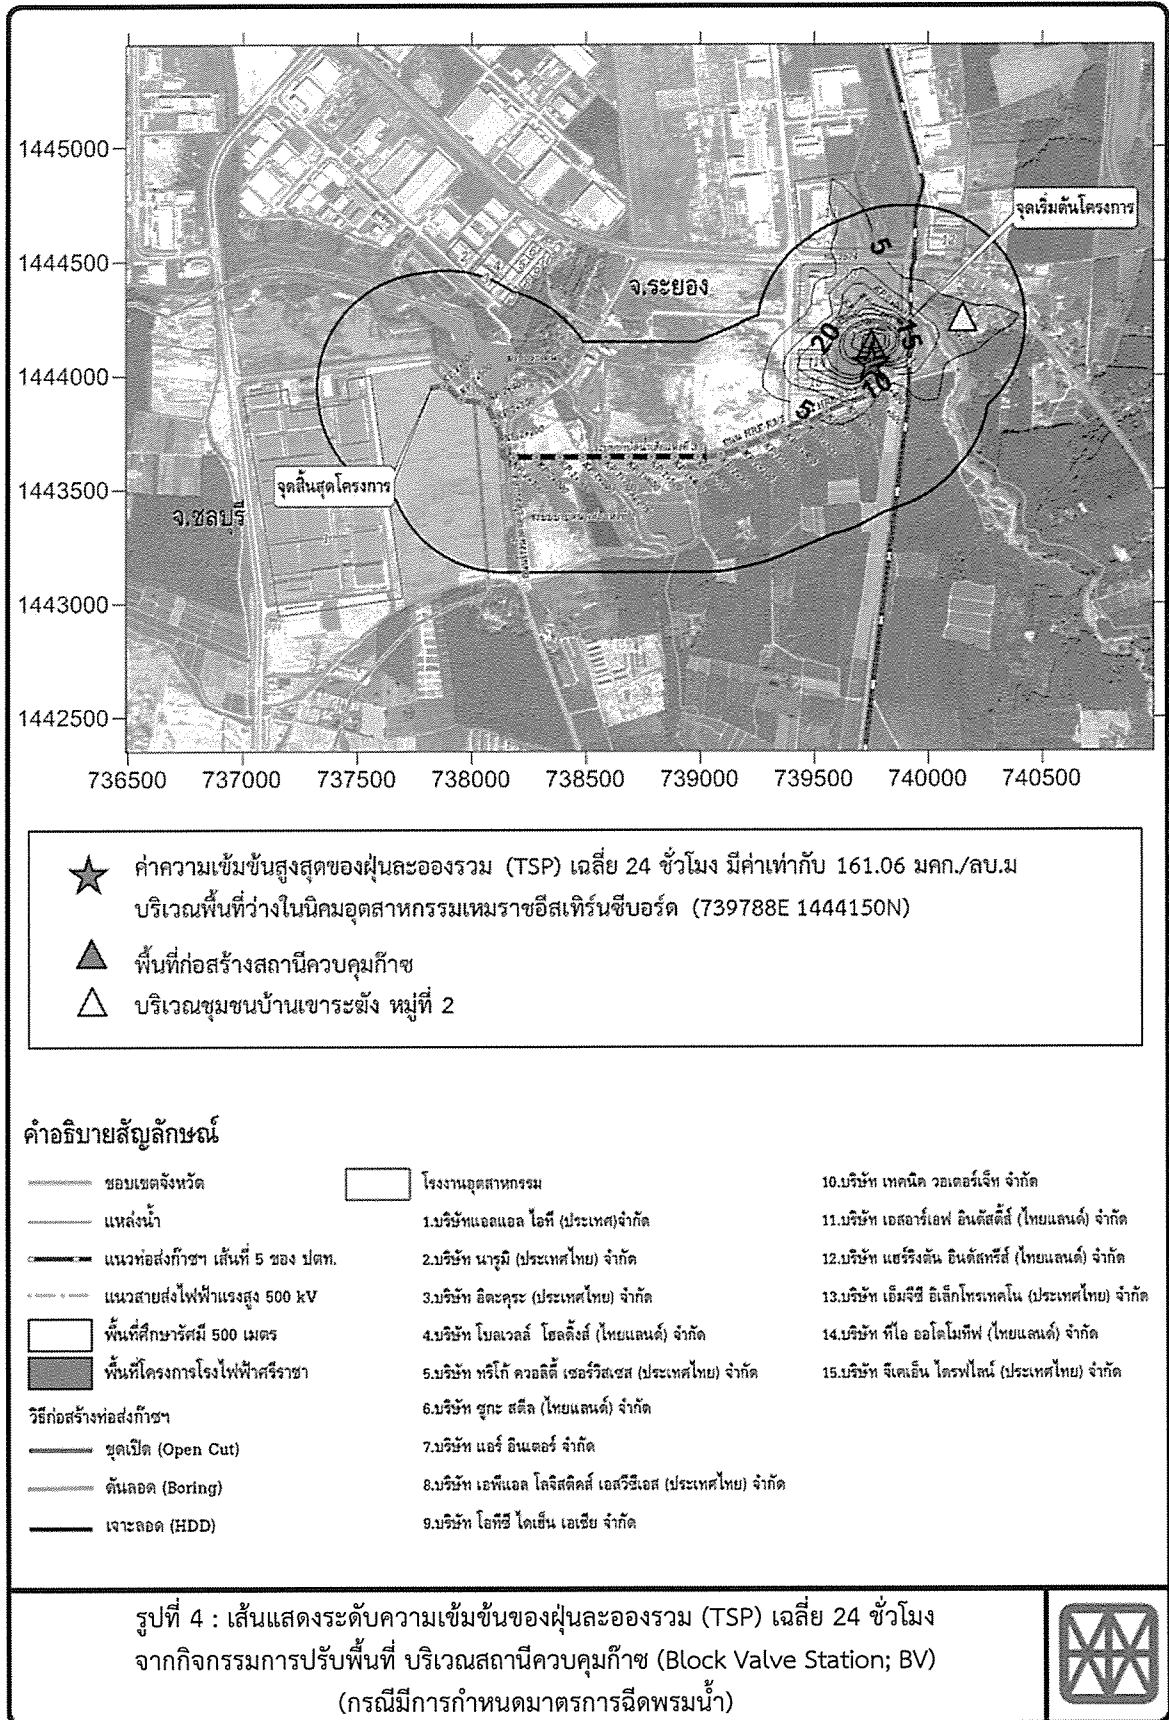 1445000
1444500
1444000
1443500
1443000
1442500
736500 737000 737500 738000 738500 739000 739500 740000 740500
จุดเริ่มต้นโครงการ
จ.ระยอง
5
20
15
10
5
จุดสิ้นสุดโครงการ
จ.ชลบุรี
ค่าความเข้มข้นสูงสุดของฝุ่นละอองรวม (TSP) เฉลี่ย 24 ชั่วโมง มีค่าเท่ากับ 161.06 มคก./ลบ.ม
บริเวณพื้นที่ว่างในนิคมอุตสาหกรรมเหมราชอีสเทิร์นซีบอร์ด (739788E 1444150N)
พื้นที่ก่อสร้างสถานีควบคุมก๊าซ
บริเวณชุมชนบ้านเขาระฆัง หมู่ที่ 2
คำอธิบายสัญลักษณ์
ขอบเขตจังหวัด
แหล่งน้ำ
แนวท่อส่งก๊าซฯ เส้นที่ 5 ของ ปตท.
แนวสายส่งไฟฟ้าแรงสูง 500 kV
พื้นที่ศึกษารัศมี 500 เมตร
พื้นที่โครงการโรงไฟฟ้าศรีราชา
วิธีก่อสร้างท่อส่งก๊าซฯ
ขุดเปิด (Open Cut)
ดันลอด (Boring)
เจาะลอด (HDD)
โรงงานอุตสาหกรรม
1.บริษัทแอลแอล ไอที (ประเทศ)จำกัด
2.บริษัท นารูมิ (ประเทศไทย) จำกัด
3.บริษัท อิตะคุระ (ประเทศไทย) จำกัด
4.บริษัท โบลเวลล์ โฮลดิ้งส์ (ไทยแลนด์) จำกัด
5.บริษัท ทริโก้ ควอลิตี้ เซอร์วิสเซส (ประเทศไทย) จำกัด
6.บริษัท ซูกะ สตีล (ไทยแลนด์) จำกัด
7.บริษัท แอร์ อินเตอร์ จำกัด
8.บริษัท เอพีแอล โลจิสติคส์ เอสวีซีเอส (ประเทศไทย) จำกัด
9.บริษัท โอทีซี ไดเฮ็น เอเชีย จำกัด
10.บริษัท เทคนิค วอเตอร์เจ็ท จำกัด
11.บริษัท เอสอาร์เอฟ อินดัสตี้ส์ (ไทยแลนด์) จำกัด
12.บริษัท แฮร์ริงตัน อินดัสทรีส์ (ไทยแลนด์) จำกัด
13.บริษัท เอ็มจีซี อิเล็กโทรเทคโน (ประเทศไทย) จำกัด
14.บริษัท ทีไอ ออโตโมทีฟ (ไทยแลนด์) จำกัด
15.บริษัท จีเคเอ็น ไดรฟไลน์ (ประเทศไทย) จำกัด
รูปที่ 4 : เส้นแสดงระดับความเข้มข้นของฝุ่นละอองรวม (TSP) เฉลี่ย 24 ชั่วโมง
จากกิจกรรมการปรับพื้นที่ บริเวณสถานีควบคุมก๊าซ (Block Valve Station; BV)
(กรณีมีการกำหนดมาตรการฉีดพรมน้ำ)